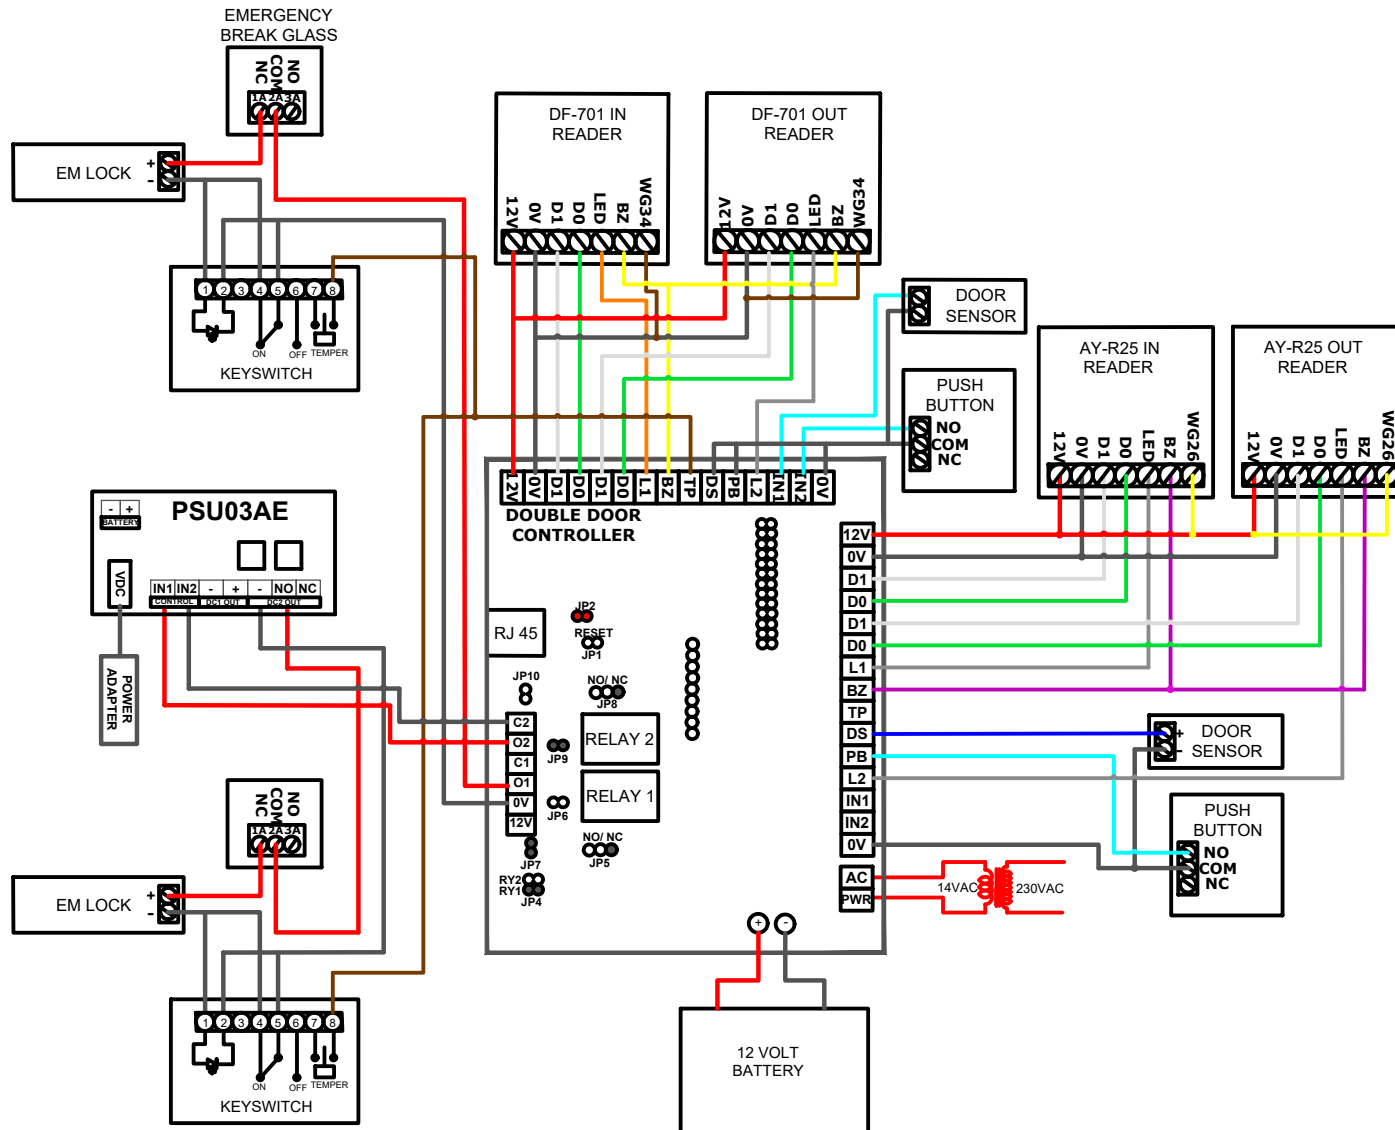 EMERGENCY
BREAK GLASS
NC
COM
NO
1A 2A 3A
EM LOCK
+
-
1 2 3 4 5 6 7 8
ON
OFF
TEMPER
KEYSWITCH
DF-701 IN
READER
12V
0V
D1
D0
LED
BZ
WG34
DF-701 OUT
READER
12V
0V
D1
D0
LED
BZ
WG34
DOOR
SENSOR
PUSH
BUTTON
NO
COM
NC
AY-R25 IN
READER
12V
0V
D1
D0
LED
BZ
WG26
AY-R25 OUT
READER
12V
0V
D1
D0
LED
BZ
WG26
- +
BATTERY
PSU03AE
VDC
IN1 IN2 - + - NO NC
CONTROL DC1 OUT DC2 OUT
POWER
ADAPTER
12V
0V
D1
D0
D1
D0
L1
BZ
TP
DS
PB
L2
IN1
IN2
0V
DOUBLE DOOR
CONTROLLER
RJ 45
JP2
RESET
JP1
JP10
NO/ NC
JP8
C2
O2
C1
O1
0V
12V
JP9
RELAY 2
JP6
RELAY 1
NO/ NC
JP5
JP7
RY2
RY1
JP4
12V
0V
D1
D0
D1
D0
L1
BZ
TP
DS
PB
L2
IN1
IN2
0V
AC
PWR
14VAC
230VAC
+
-
12 VOLT
BATTERY
+
-
DOOR
SENSOR
PUSH
BUTTON
NO
COM
NC
NC
COM
NO
1A 2A 3A
EM LOCK
+
-
1 2 3 4 5 6 7 8
ON
OFF
TEMPER
KEYSWITCH